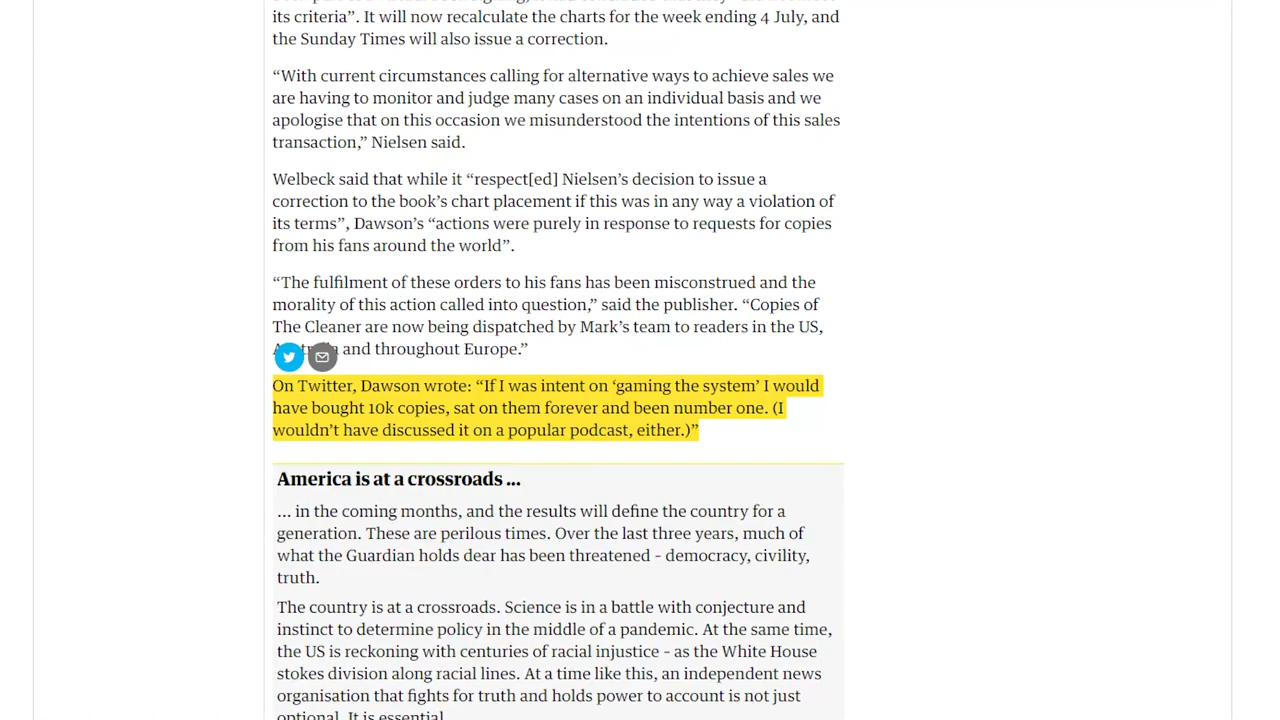 its criteria”. It will now recalculate the charts for the week ending 4 July, and
the Sunday Times will also issue a correction.
“With current circumstances calling for alternative ways to achieve sales we
are having to monitor and judge many cases on an individual basis and we
apologise that on this occasion we misunderstood the intentions of this sales
transaction,” Nielsen said.
Welbeck said that while it “respect[ed] Nielsen’s decision to issue a
correction to the book’s chart placement if this was in any way a violation of
its terms”, Dawson’s “actions were purely in response to requests for copies
from his fans around the world”.
“The fulfilment of these orders to his fans has been misconstrued and the
morality of this action called into question,” said the publisher. “Copies of
The Cleaner are now being dispatched by Mark’s team to readers in the US,
and throughout Europe.”
On Twitter, Dawson wrote: “If I was intent on ‘gaming the system’ I would
have bought 10k copies, sat on them forever and been number one. (I
wouldn’t have discussed it on a popular podcast, either.)”
America is at a crossroads ...
... in the coming months, and the results will define the country for a
generation. These are perilous times. Over the last three years, much of
what the Guardian holds dear has been threatened – democracy, civility,
truth.
The country is at a crossroads. Science is in a battle with conjecture and
instinct to determine policy in the middle of a pandemic. At the same time,
the US is reckoning with centuries of racial injustice – as the White House
stokes division along racial lines. At a time like this, an independent news
organisation that fights for truth and holds power to account is not just
optional. It is essential.